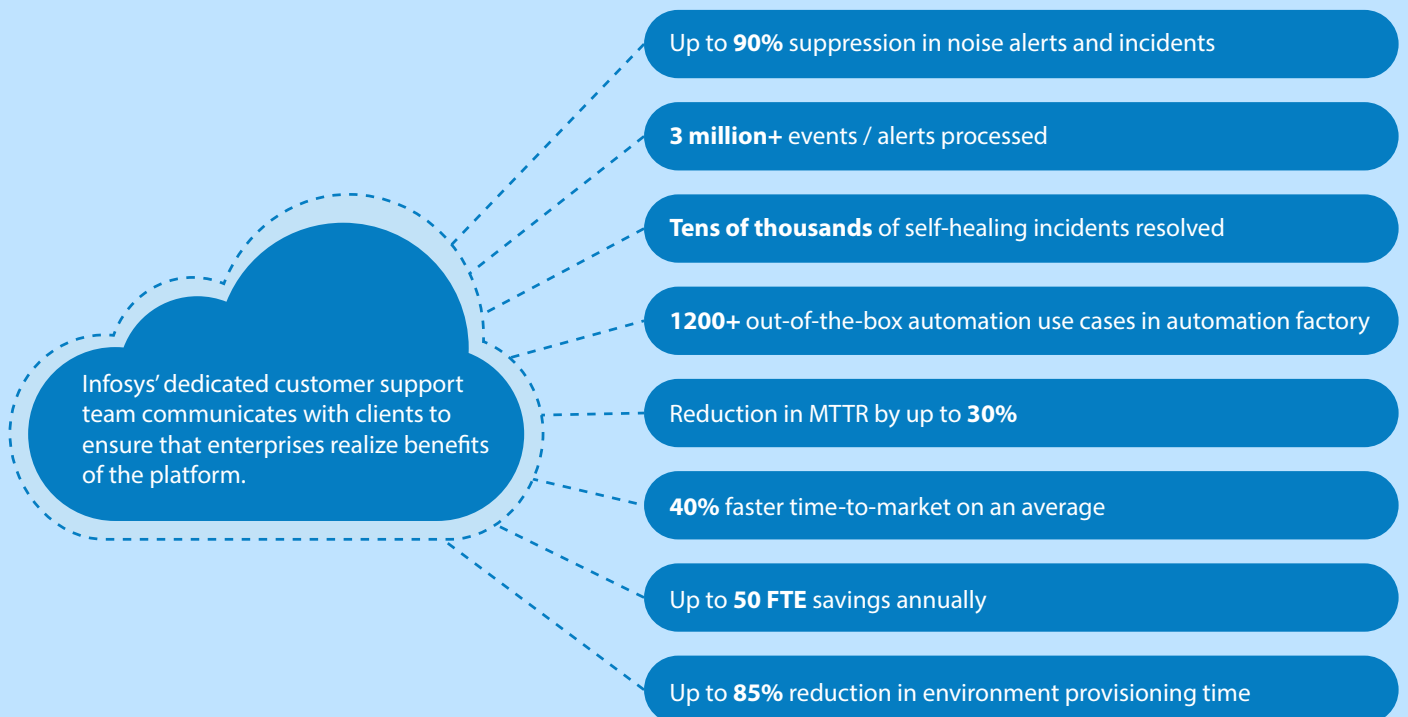 Up to 90% suppression in noise alerts and incidents
3 million+ events / alerts processed
Tens of thousands of self-healing incidents resolved
1200+ out-of-the-box automation use cases in automation factory
Infosys’ dedicated customer support
team communicates with clients to
ensure that enterprises realize benefits
of the platform.
Reduction in MTTR by up to 30%
40% faster time-to-market on an average
Up to 50 FTE savings annually
Up to 85% reduction in environment provisioning time